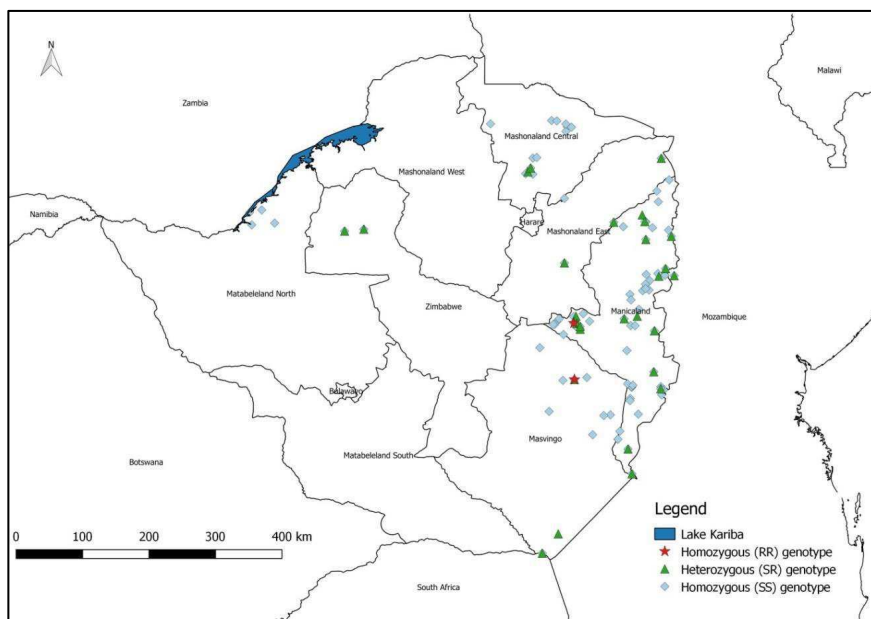 N
Malawi
Zambia
Mashonaland Central
Mashonaland West
Namibia
Harare
Mashonaland East
Matabeleland North
Zimbabwe
Manicaland
Mozambique
Bulawayo
Masvingo
Matabeleland South
Botswana
South Africa
0 100 200 300 400 km
Legend
Lake Kariba
Homozygous (RR) genotype
Heterozygous (SR) genotype
Homozygous (SS) genotype